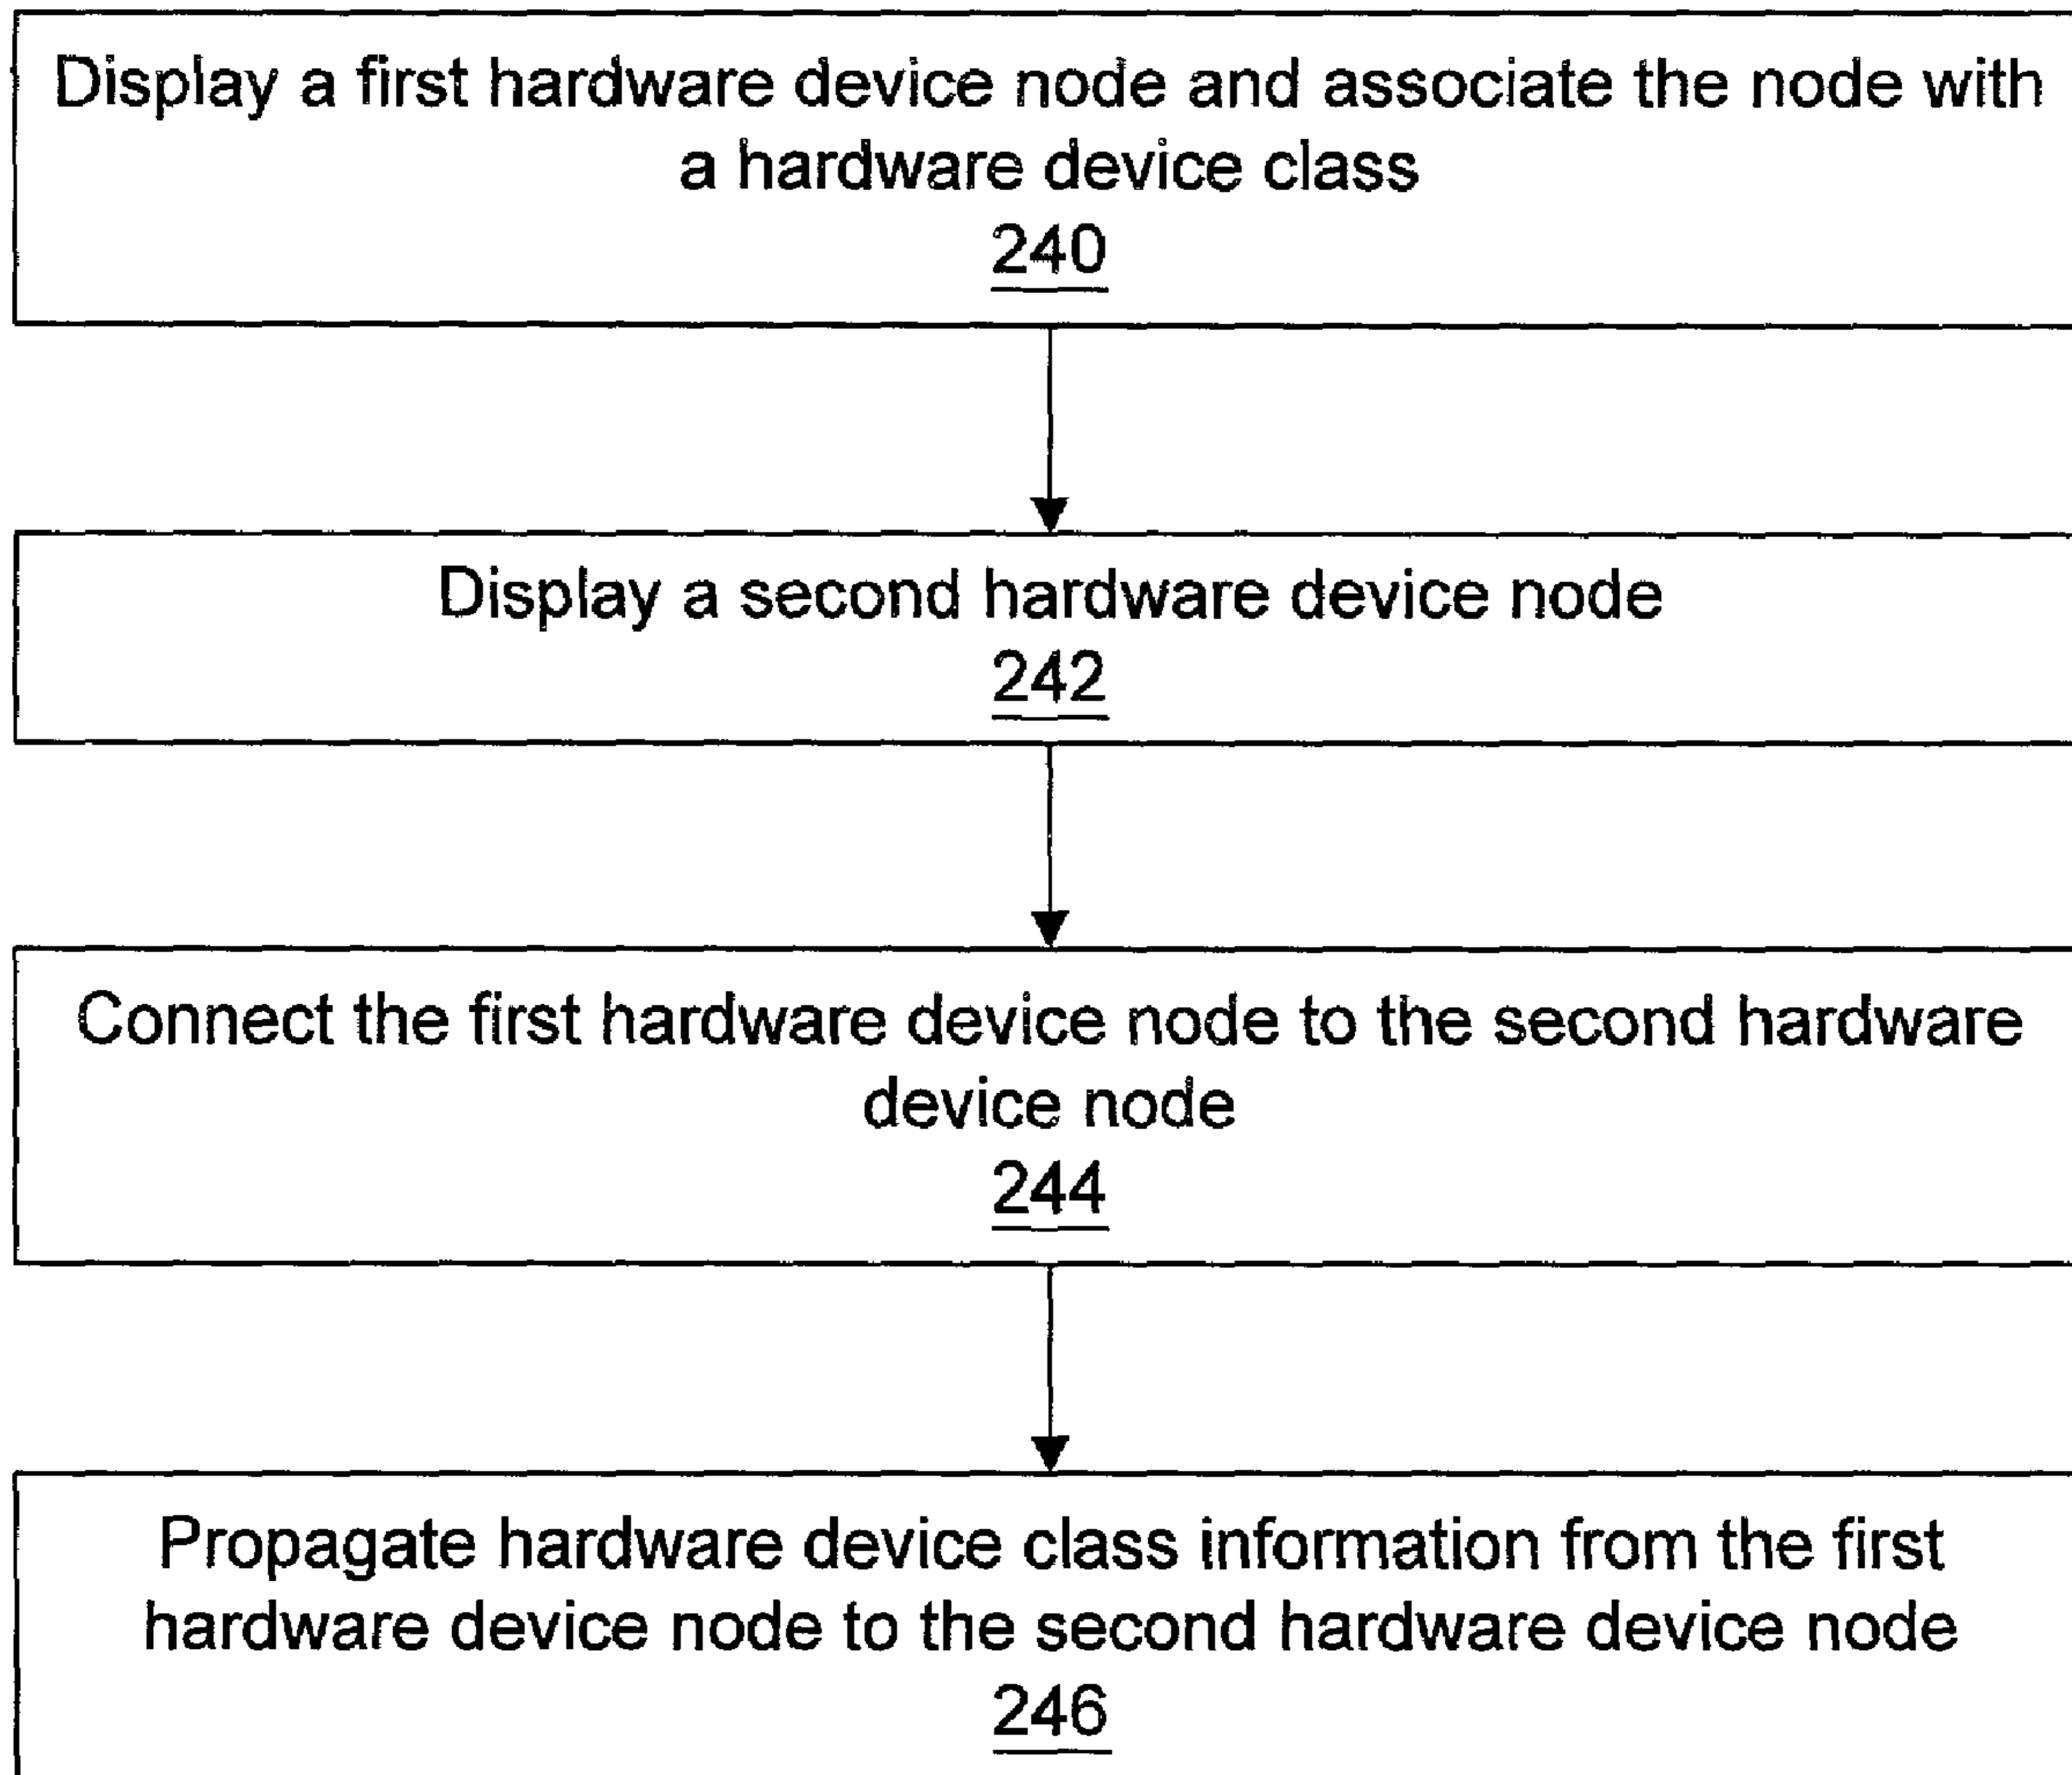 Display a first hardware device node and associate the node with
a hardware device class
240
Display a second hardware device node
242
Connect the first hardware device node to the second hardware
device node
244
Propagate hardware device class information from the first
hardware device node to the second hardware device node
246